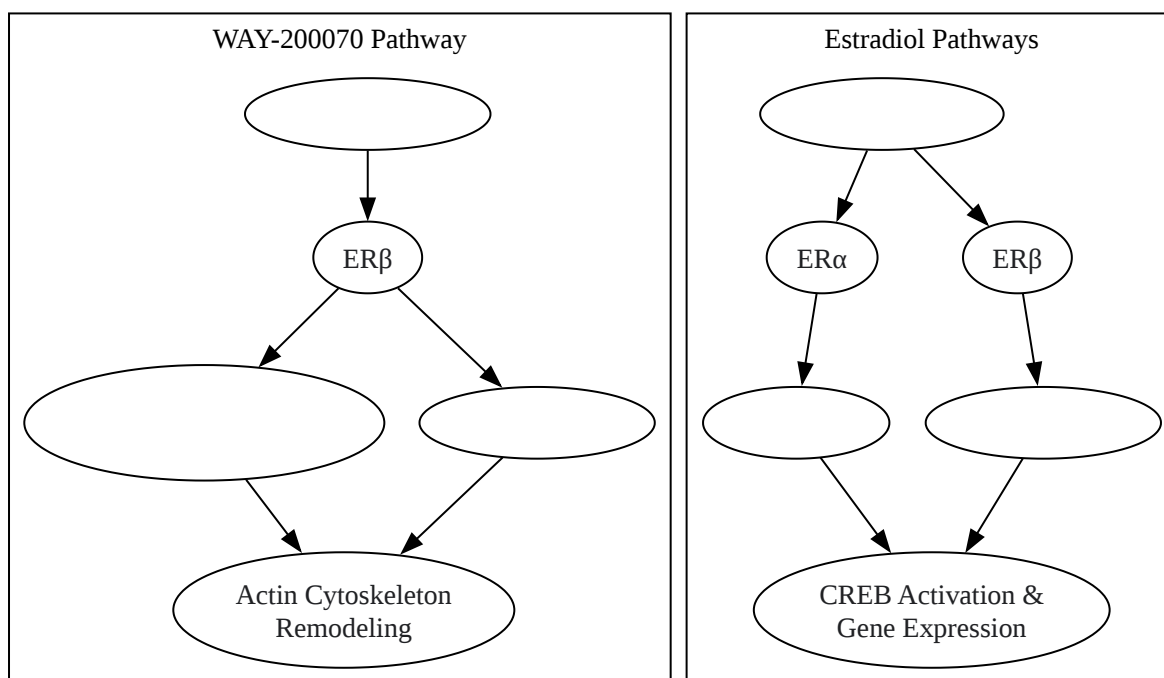 WAY-200070 Pathway
ERβ
Actin Cytoskeleton
Remodeling
Estradiol Pathways
ERα
ERβ
CREB Activation &
Gene Expression